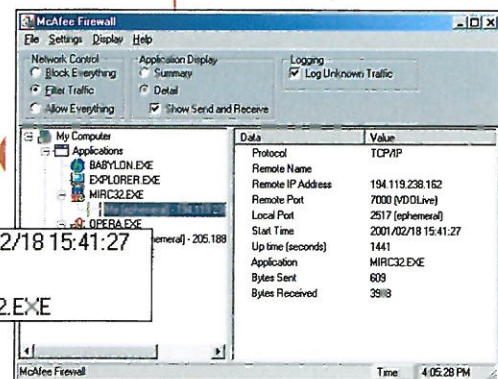 McAfee Firewall
File Settings Display Help
Network Control
Block Everything
Filter Traffic
Allow Everything
Application Display
Summary
Detail
Show Send and Receive
Logging
Log Unknown Traffic
My Computer
Applications
BABYLON.EXE
EXPLORER.EXE
MIRC32.EXE
OPERA.EXE
emeral) - 205.188
02/18 15:41:27
2.EXE
Data Value
Protocol TCP/IP
Remote Name
Remote IP Address 194.119.238.162
Remote Port 7000 (VDOLive)
Local Port 2517 (ephemeral)
Start Time 2001/02/18 15:41:27
Up time (seconds) 1441
Application MIRC32.EXE
Bytes Sent 609
Bytes Received
McAfee Firewall Time 4:05:28 PM